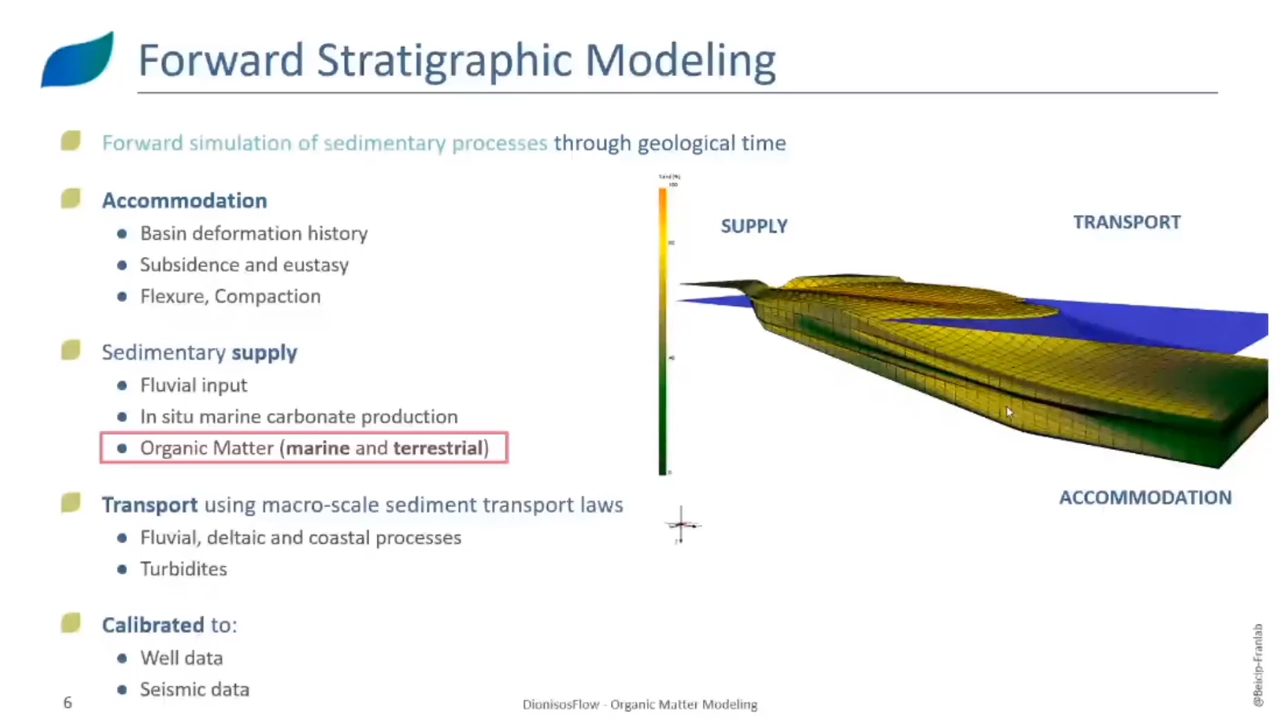 Forward Stratigraphic Modeling
Forward simulation of sedimentary processes through geological time
Accommodation
Basin deformation history
Subsidence and eustasy
Flexure, Compaction
Sedimentary supply
Fluvial input
In situ marine carbonate production
Organic Matter (marine and terrestrial)
Transport using macro-scale sediment transport laws
Fluvial, deltaic and coastal processes
Turbidites
Calibrated to:
Well data
Seismic data
SUPPLY
TRANSPORT
ACCOMMODATION
6
DionisosFlow - Organic Matter Modeling
@Beicip-Franlab